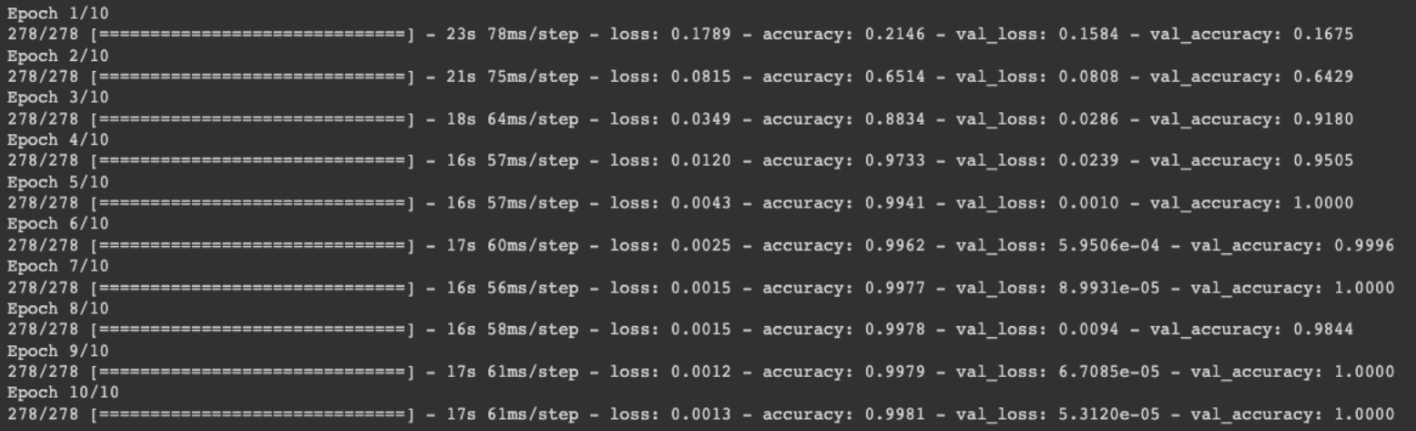 Epoch 1/10
278/278 [==============================] - 23s 78ms/step - loss: 0.1789 - accuracy: 0.2146 - val_loss: 0.1584 - val_accuracy: 0.1675
Epoch 2/10
278/278 [==============================] - 21s 75ms/step - loss: 0.0815 - accuracy: 0.6514 - val_loss: 0.0808 - val_accuracy: 0.6429
Epoch 3/10
278/278 [==============================] - 18s 64ms/step - loss: 0.0349 - accuracy: 0.8834 - val_loss: 0.0286 - val_accuracy: 0.9180
Epoch 4/10
278/278 [==============================] - 16s 57ms/step - loss: 0.0120 - accuracy: 0.9733 - val_loss: 0.0239 - val_accuracy: 0.9505
Epoch 5/10
278/278 [==============================] - 16s 57ms/step - loss: 0.0043 - accuracy: 0.9941 - val_loss: 0.0010 - val_accuracy: 1.0000
Epoch 6/10
278/278 [==============================] - 17s 60ms/step - loss: 0.0025 - accuracy: 0.9962 - val_loss: 5.9506e-04 - val_accuracy: 0.9996
Epoch 7/10
278/278 [==============================] - 16s 56ms/step - loss: 0.0015 - accuracy: 0.9977 - val_loss: 8.9931e-05 - val_accuracy: 1.0000
Epoch 8/10
278/278 [==============================] - 16s 58ms/step - loss: 0.0015 - accuracy: 0.9978 - val_loss: 0.0094 - val_accuracy: 0.9844
Epoch 9/10
278/278 [==============================] - 17s 61ms/step - loss: 0.0012 - accuracy: 0.9979 - val_loss: 6.7085e-05 - val_accuracy: 1.0000
Epoch 10/10
278/278 [==============================] - 17s 61ms/step - loss: 0.0013 - accuracy: 0.9981 - val_loss: 5.3120e-05 - val_accuracy: 1.0000